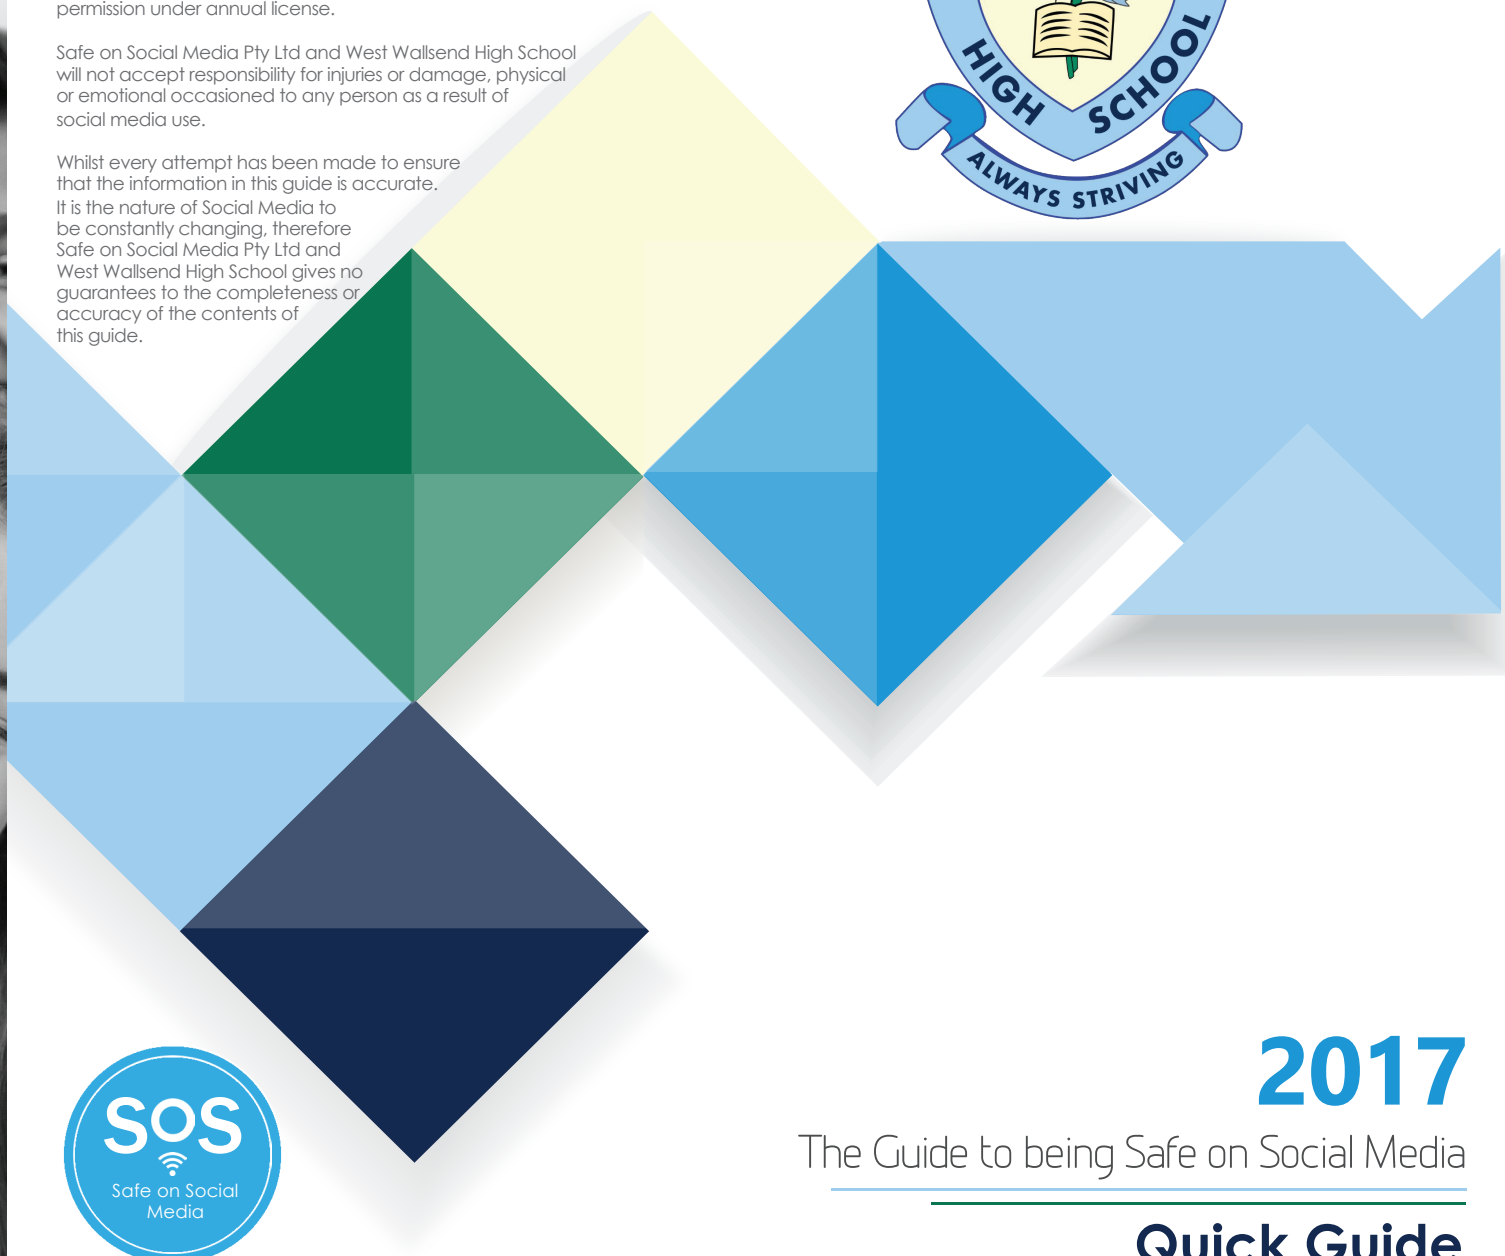 permission under annual license.
Safe on Social Media Pty Ltd and West Wallsend High School
will not accept responsibility for injuries or damage, physical
or emotional occasioned to any person as a result of
social media use.
Whilst every attempt has been made to ensure
that the information in this guide is accurate.
It is the nature of Social Media to
be constantly changing, therefore
Safe on Social Media Pty Ltd and
West Wallsend High School gives no
guarantees to the completeness or
accuracy of the contents of
this guide.
HIGH SCHOOL
ALWAYS STRIVING
SOS
Safe on Social
Media
2017
The Guide to being Safe on Social Media
Quick Guide